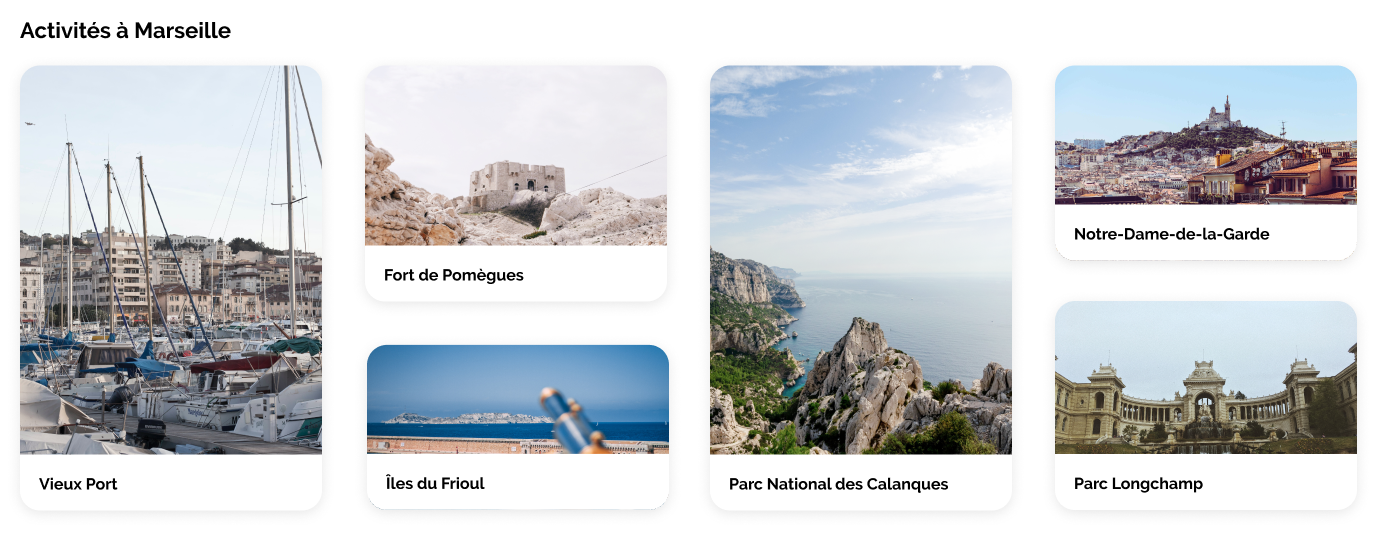 Activités à Marseille
Vieux Port
Fort de Pomègues
Îles du Frioul
Parc National des Calanques
Notre-Dame-de-la-Garde
Parc Longchamp